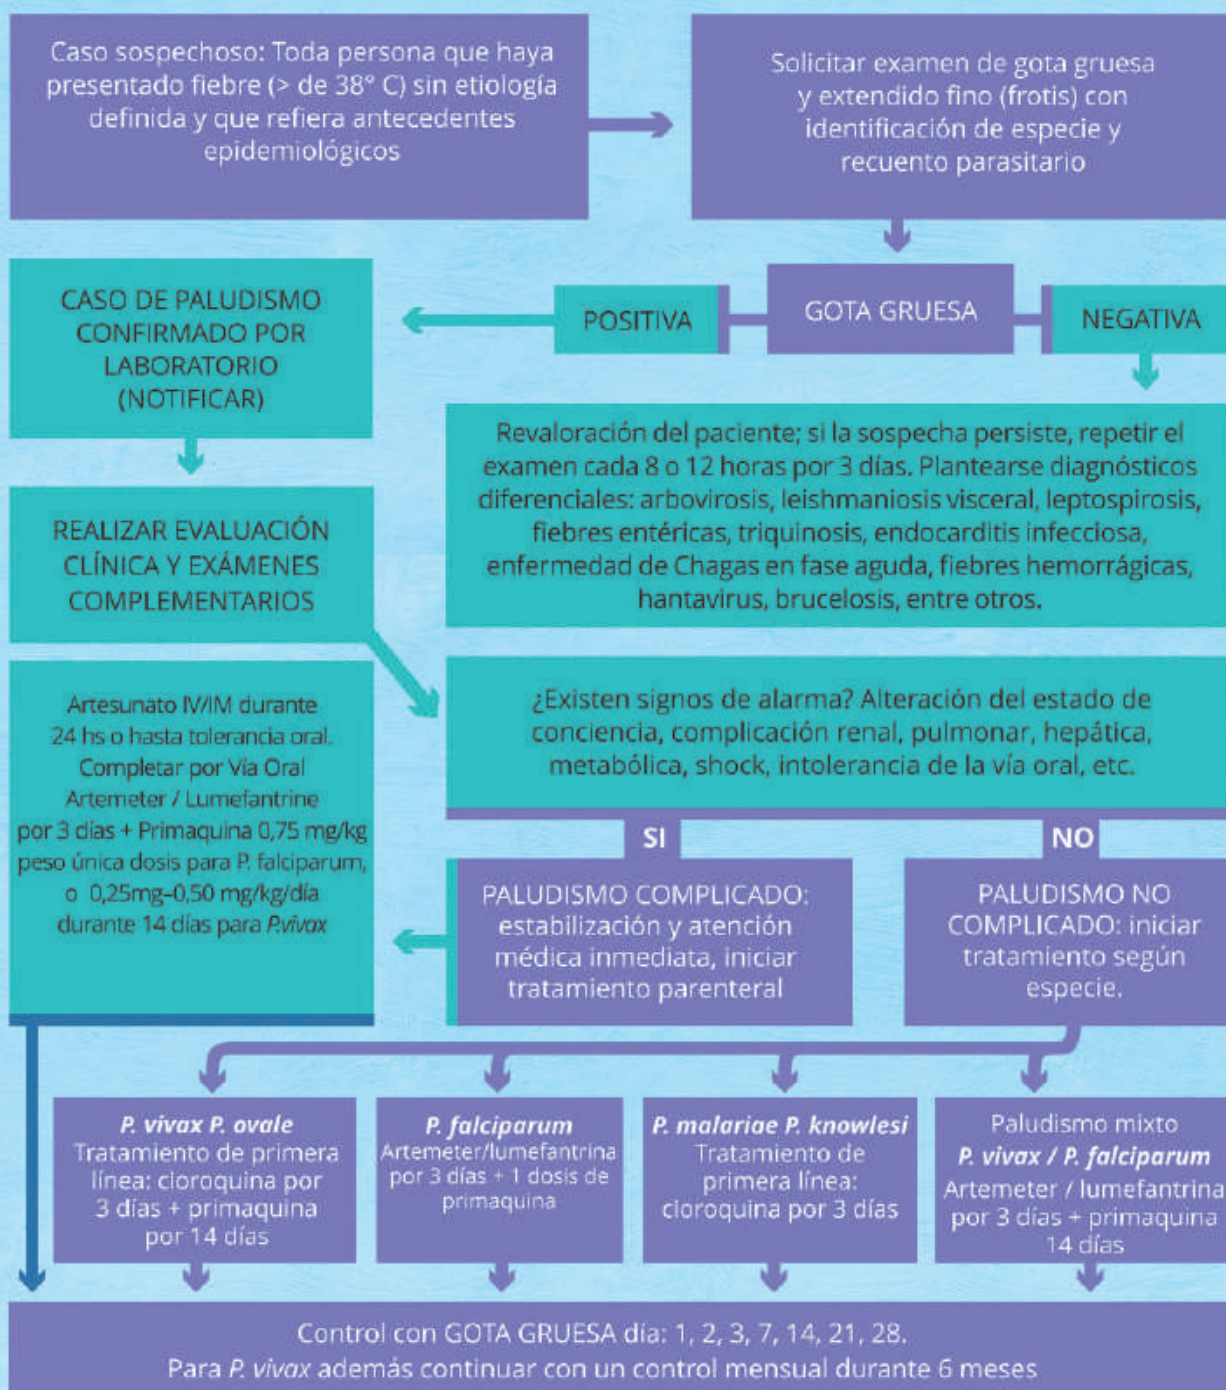 Caso sospechoso: Toda persona que haya
presentado fiebre (> de 38° C) sin etiología
definida y que refiera antecedentes
epidemiológicos
Solicitar examen de gota gruesa
y extendido fino (frotis) con
identificación de especie y
recuento parasitario
GOTA GRUESA
POSITIVA
NEGATIVA
CASO DE PALUDISMO
CONFIRMADO POR
LABORATORIO
(NOTIFICAR)
Revaloración del paciente; si la sospecha persiste, repetir el
examen cada 8 o 12 horas por 3 días. Plantearse diagnósticos
diferenciales: arbovirosis, leishmaniosis visceral, leptospirosis,
fiebres entéricas, triquinosis, endocarditis infecciosa,
enfermedad de Chagas en fase aguda, fiebres hemorrágicas,
hantavirus, brucelosis, entre otros.
REALIZAR EVALUACIÓN
CLÍNICA Y EXÁMENES
COMPLEMENTARIOS
¿Existen signos de alarma? Alteración del estado de
conciencia, complicación renal, pulmonar, hepática,
metabólica, shock, intolerancia de la vía oral, etc.
SI
NO
PALUDISMO COMPLICADO:
estabilización y atención
médica inmediata, iniciar
tratamiento parenteral
PALUDISMO NO
COMPLICADO: iniciar
tratamiento según
especie.
Artesunato IV/IM durante
24 hs o hasta tolerancia oral.
Completar por Vía Oral
Artemeter / Lumefantrine
por 3 días + Primaquina 0,75 mg/kg
peso única dosis para P. falciparum,
o 0,25mg–0,50 mg/kg/día
durante 14 días para P.vivax
P. vivax P. ovale
Tratamiento de primera
línea: cloroquina por
3 días + primaquina
por 14 días
P. falciparum
Artemeter/lumefantrina
por 3 días + 1 dosis de
primaquina
P. malariae P. knowlesi
Tratamiento de
primera línea:
cloroquina por 3 días
Paludismo mixto
P. vivax / P. falciparum
Artemeter / lumefantrina
por 3 días + primaquina
14 días
Control con GOTA GRUESA día: 1, 2, 3, 7, 14, 21, 28.
Para P. vivax además continuar con un control mensual durante 6 meses